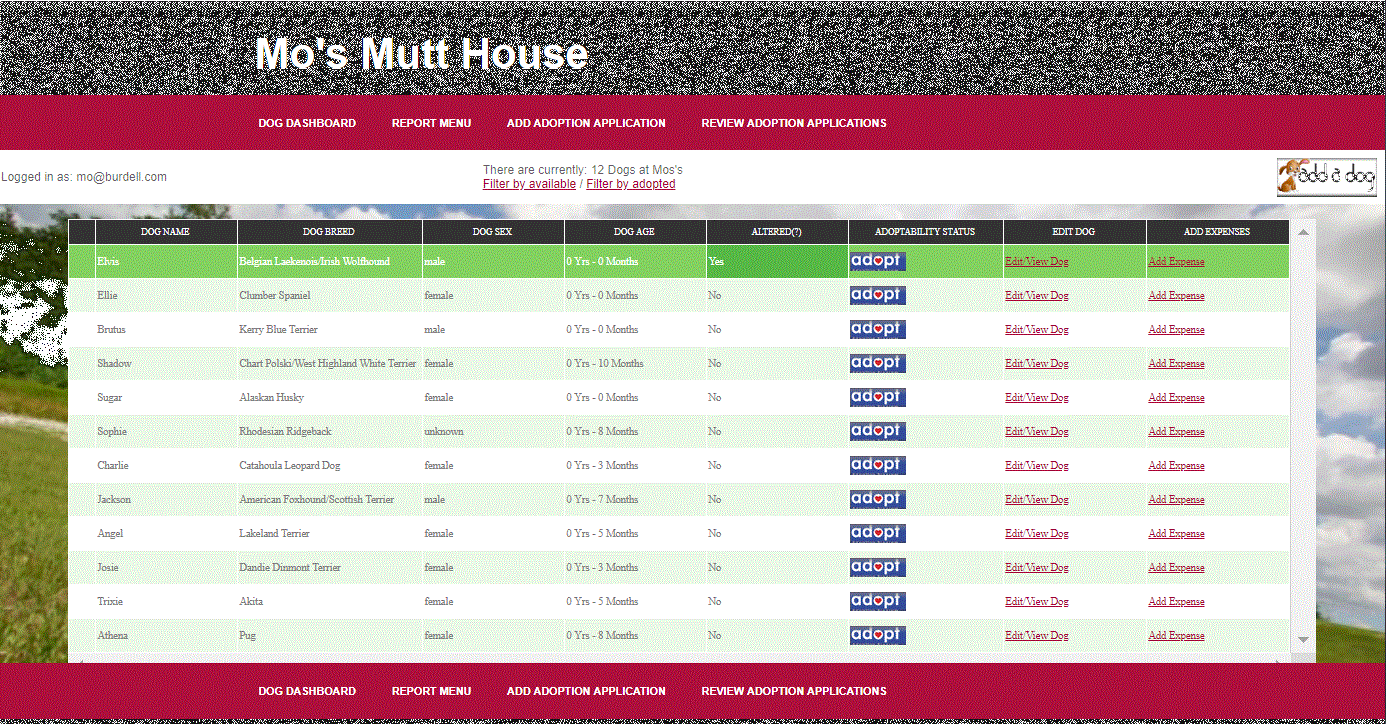 Mo's Mutt House
DOG DASHBOARD REPORT MENU ADD ADOPTION APPLICATION REVIEW ADOPTION APPLICATIONS
Logged in as: mo@burdell.com
There are currently: 12 Dogs at Mos's
Filter by available / Filter by adopted
add a dog
DOG NAME DOG BREED DOG SEX DOG AGE ALTERED(?) ADOPTABILITY STATUS EDIT DOG ADD EXPENSES
Elvis Belgian Laekenois/Irish Wolfhound male 0 Yrs - 0 Months Yes adopt Edit/View Dog Add Expense
Ellie Clumber Spaniel female 0 Yrs - 0 Months No adopt Edit/View Dog Add Expense
Brutus Kerry Blue Terrier male 0 Yrs - 0 Months No adopt Edit/View Dog Add Expense
Shadow Chart Polski/West Highland White Terrier female 0 Yrs - 10 Months No adopt Edit/View Dog Add Expense
Sugar Alaskan Husky female 0 Yrs - 0 Months No adopt Edit/View Dog Add Expense
Sophie Rhodesian Ridgeback unknown 0 Yrs - 8 Months No adopt Edit/View Dog Add Expense
Charlie Catahoula Leopard Dog female 0 Yrs - 3 Months No adopt Edit/View Dog Add Expense
Jackson American Foxhound/Scottish Terrier male 0 Yrs - 7 Months No adopt Edit/View Dog Add Expense
Angel Lakeland Terrier female 0 Yrs - 5 Months No adopt Edit/View Dog Add Expense
Josie Dandie Dinmont Terrier female 0 Yrs - 3 Months No adopt Edit/View Dog Add Expense
Trixie Akita female 0 Yrs - 5 Months No adopt Edit/View Dog Add Expense
Athena Pug female 0 Yrs - 8 Months No adopt Edit/View Dog Add Expense
DOG DASHBOARD REPORT MENU ADD ADOPTION APPLICATION REVIEW ADOPTION APPLICATIONS